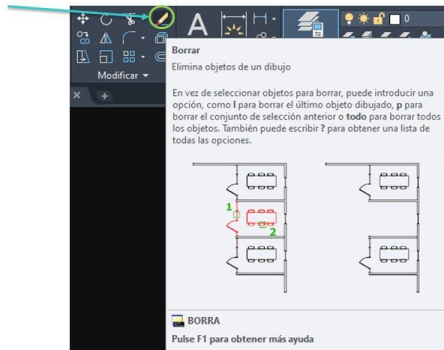 A
0
Modificar
Borrar
Elimina objetos de un dibujo
En vez de seleccionar objetos para borrar, puede introducir una
opción, como l para borrar el último objeto dibujado, p para
borrar el conjunto de selección anterior o todo para borrar todos
los objetos. También puede escribir ? para obtener una lista de
todas las opciones.
1
2
BORRA
Pulse F1 para obtener más ayuda